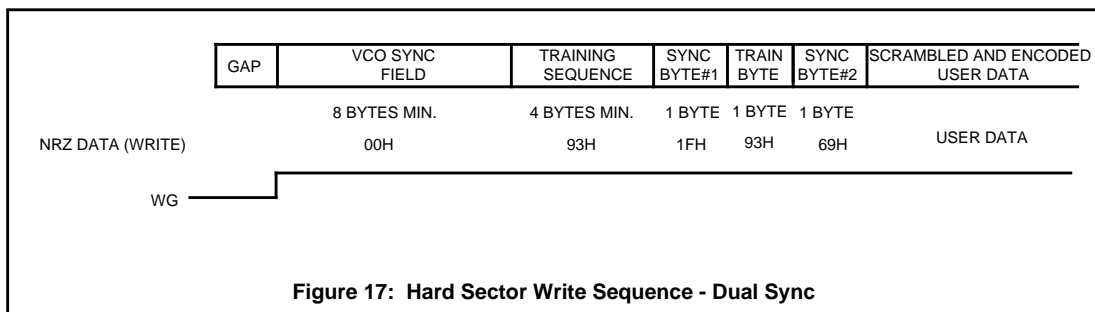 GAP
VCO SYNC
FIELD
TRAINING
SEQUENCE
SYNC
BYTE#1
TRAIN
BYTE
SYNC
BYTE#2
SCRAMBLED AND ENCODED
USER DATA
8 BYTES MIN.
4 BYTES MIN.
1 BYTE
1 BYTE
1 BYTE
NRZ DATA (WRITE)
00H
93H
1FH
93H
69H
USER DATA
WG
Figure 17: Hard Sector Write Sequence - Dual Sync